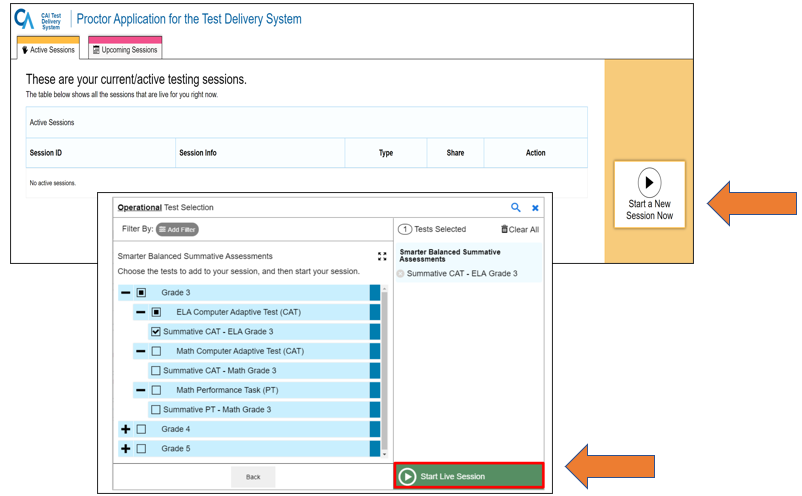 CA CAI Test Delivery System
Proctor Application for the Test Delivery System
Active Sessions
Upcoming Sessions
These are your current/active testing sessions.
The table below shows all the sessions that are live for you right now.
Active Sessions
Session ID Session Info Type Share Action
No active sessions.
Start a New
Session Now
Operational Test Selection
Filter By: Add Filter
1 Tests Selected
Clear All
Smarter Balanced Summative Assessments
Choose the tests to add to your session, and then start your session.
Grade 3
ELA Computer Adaptive Test (CAT)
Summative CAT - ELA Grade 3
Math Computer Adaptive Test (CAT)
Summative CAT - Math Grade 3
Math Performance Task (PT)
Summative PT - Math Grade 3
Grade 4
Grade 5
Smarter Balanced Summative
Assessments
Summative CAT - ELA Grade 3
Back
Start Live Session